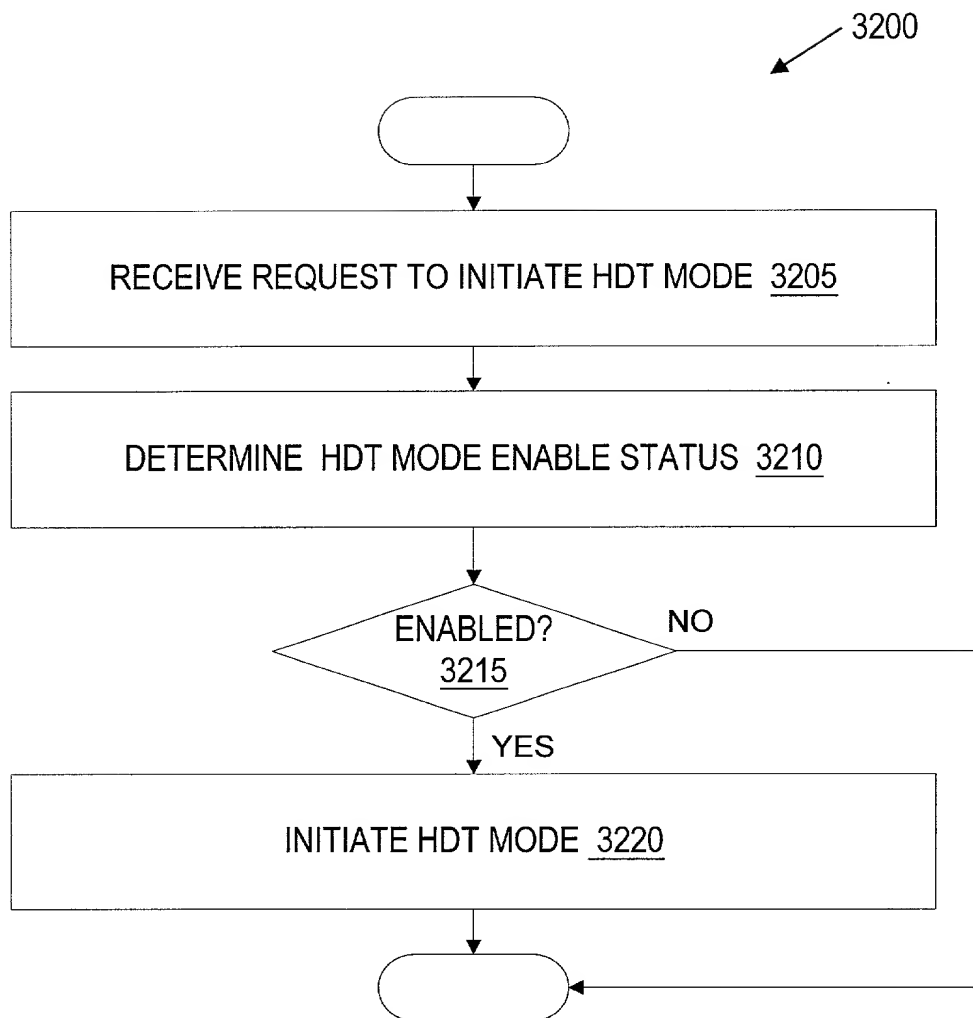 3200
RECEIVE REQUEST TO INITIATE HDT MODE 3205
DETERMINE HDT MODE ENABLE STATUS 3210
ENABLED?
3215
NO
YES
INITIATE HDT MODE 3220